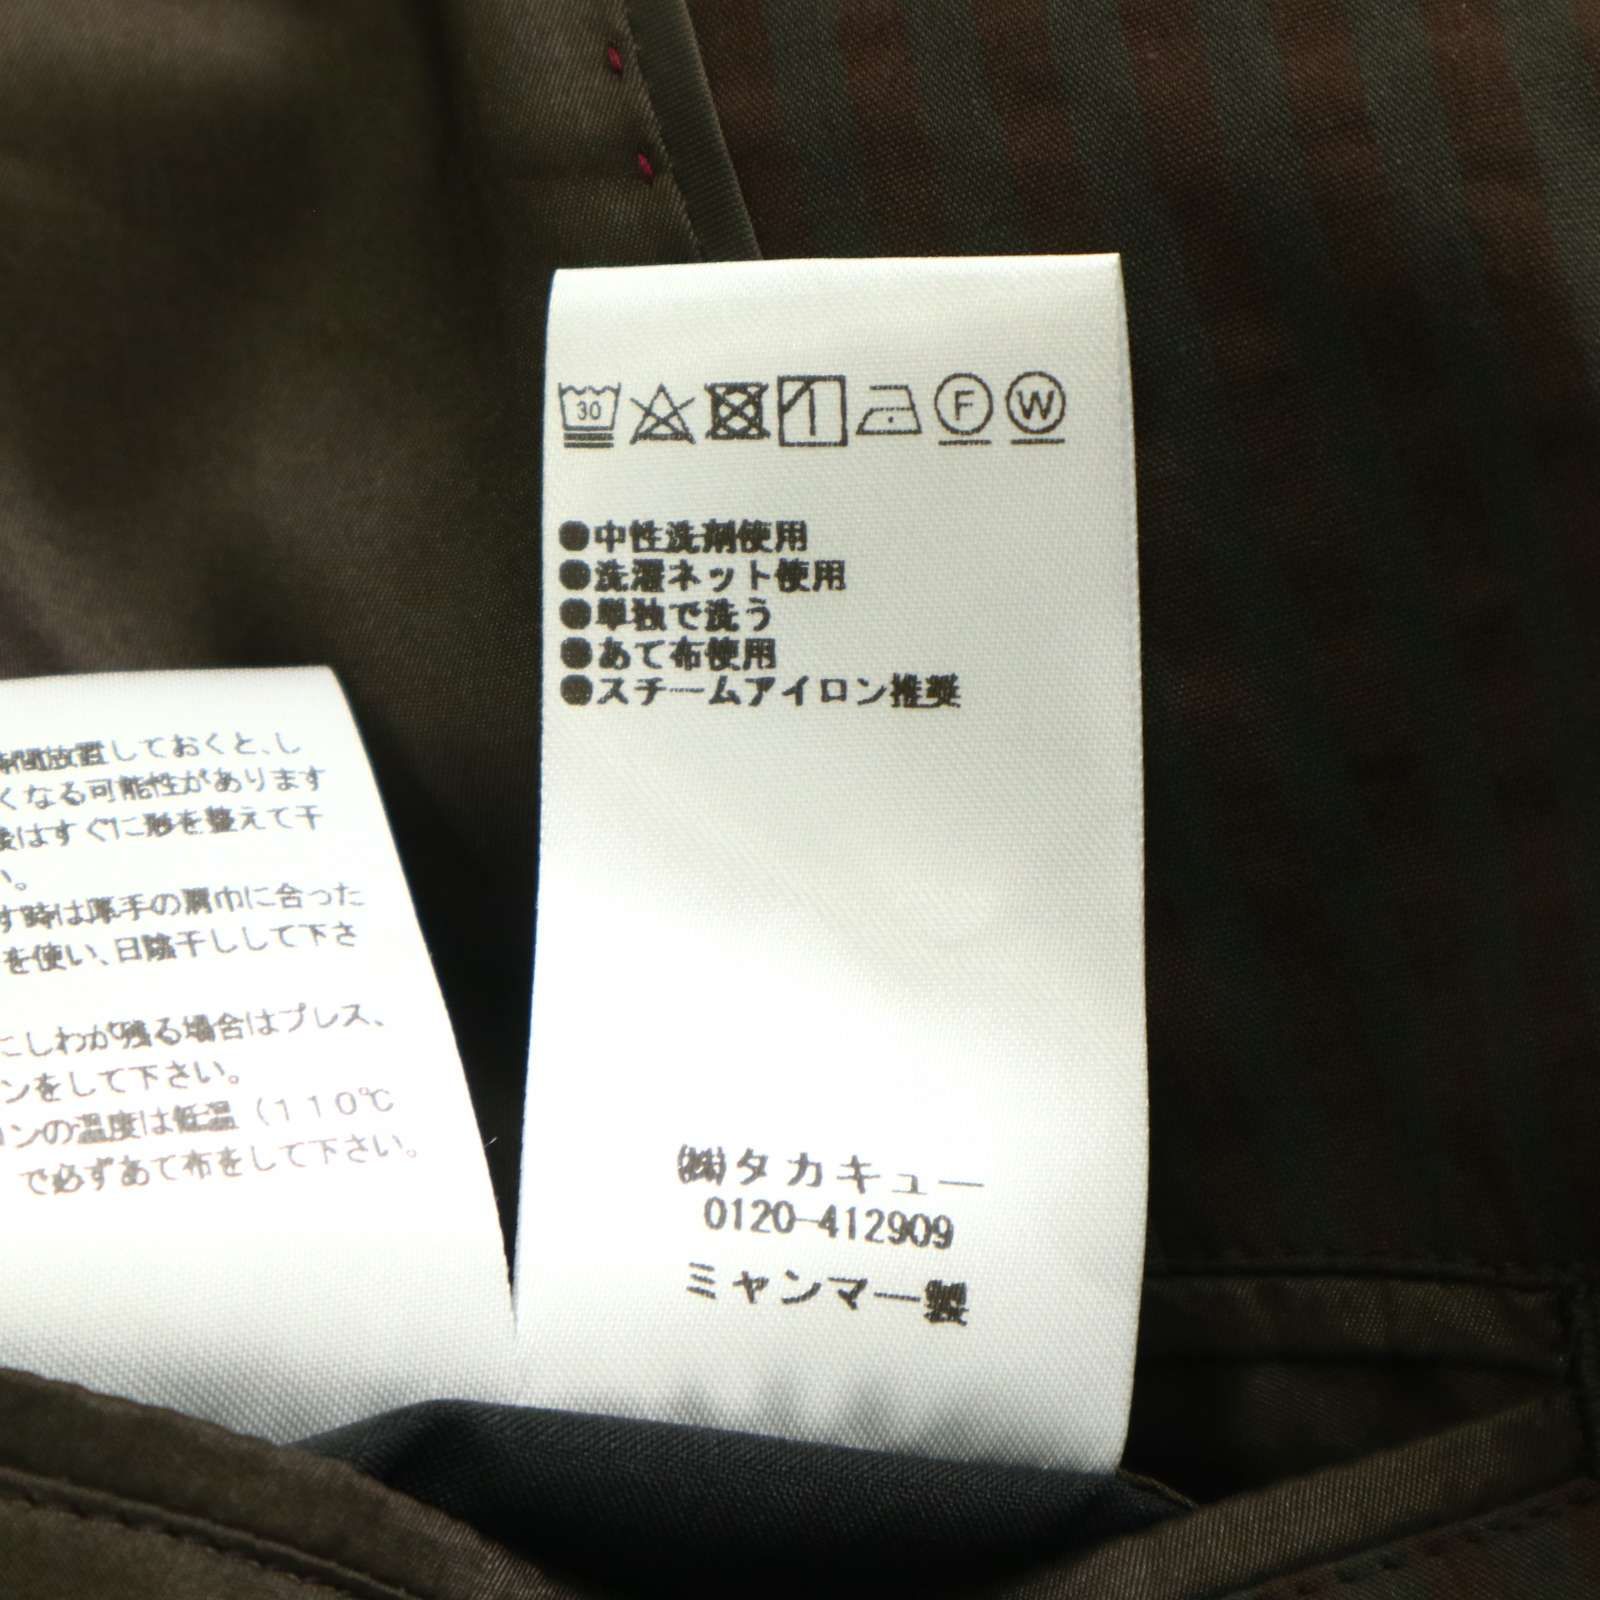 30 F W
●中性洗剤使用
●洗濯ネット使用
●単独で洗う
●あて布使用
●スチームアイロン推奨
㈱タカキュー
0120-412909
ミャンマー製
時間放置しておくと、し
くなる可能性があります
後はすぐに形を整えて干
い。
す時は厚手の肩巾に合った
を使い、日陰干しして下さ
にしわが残る場合はプレス、
ンをして下さい。
ロンの温度は低温(110℃
で必ずあて布をして下さい。